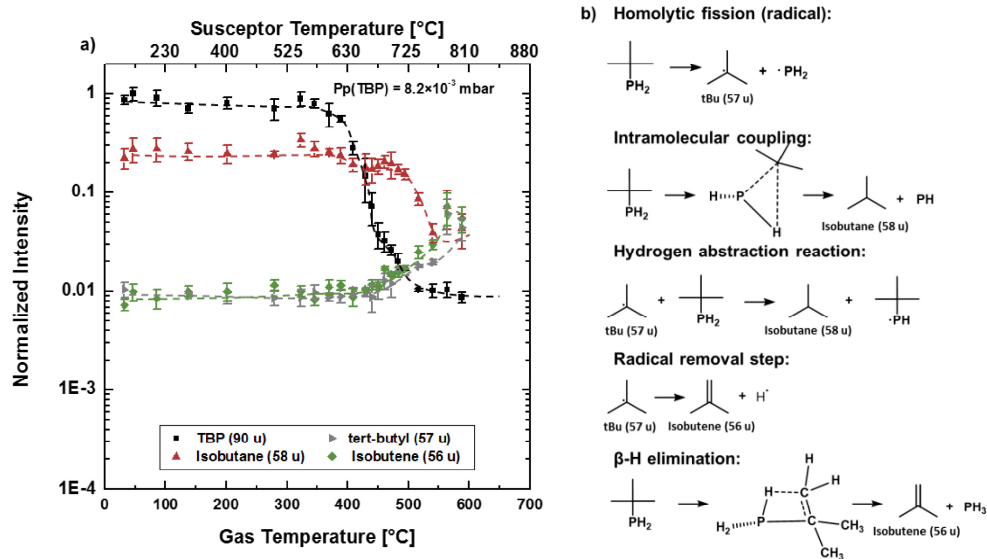 a)
Susceptor Temperature [°C]
230 402 525 630 725 810 880
Pp(TBP) = 8.2×10⁻³ mbar
Normalized Intensity
1
0.1
0.01
1E-3
1E-4
TBP (90 u)
tert-butyl (57 u)
Isobutane (58 u)
Isobutene (56 u)
0 100 200 300 400 500 600 700
Gas Temperature [°C]
b)
Homolytic fission (radical):
PH₂
+ ·PH₂
tBu (57 u)
Intramolecular coupling:
PH₂
H P
H
+ PH
Isobutane (58 u)
Hydrogen abstraction reaction:
+ +
PH₂
·PH
tBu (57 u)
Isobutane (58 u)
Radical removal step:
+ H·
tBu (57 u) Isobutene (56 u)
β-H elimination:
H
H C H
PH₂
H₂ P C CH₃
CH₃
+ PH₃
Isobutene (56 u)